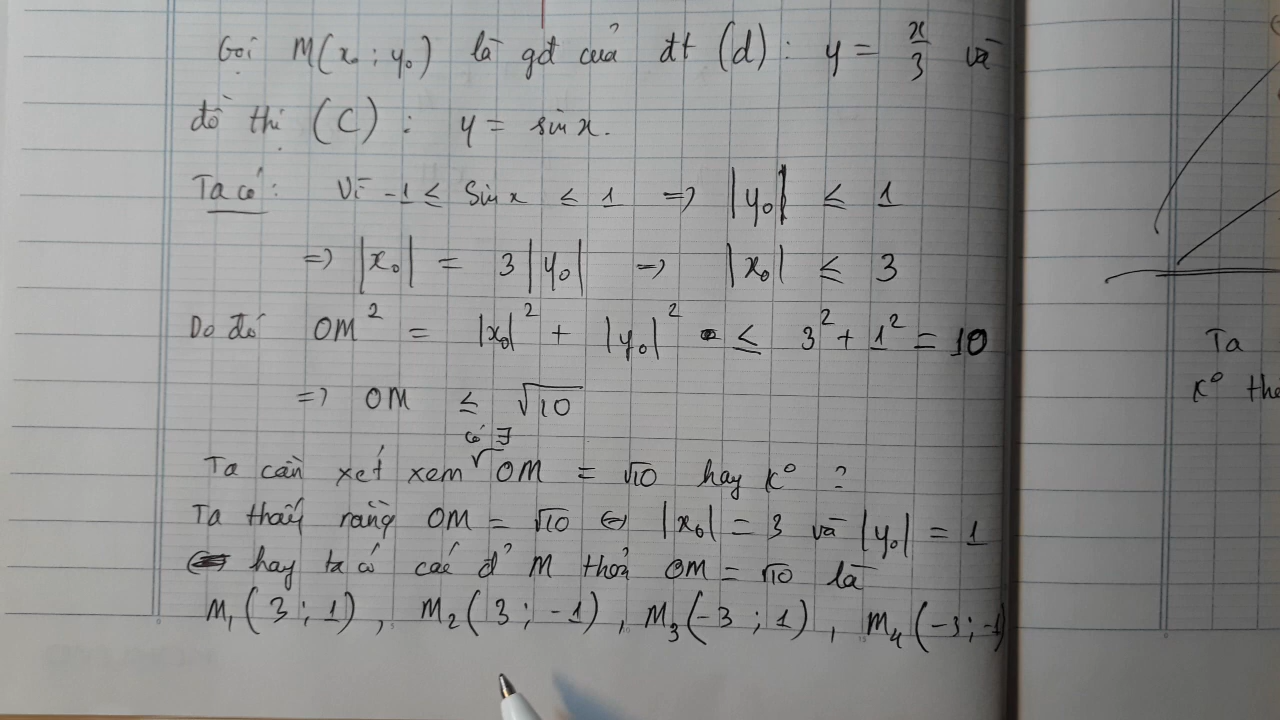 Gọi M(x₀; y₀) là gđ của đt (d): y = x/3 và
đồ thị (C): y = sin x.
Ta có: Vì -1 ≤ sin x ≤ 1 => |y₀| ≤ 1
=> |x₀| = 3|y₀| => |x₀| ≤ 3
Do đó OM² = |x₀|² + |y₀|² ≤ 3² + 1² = 10
=> OM ≤ √10
Ta cần xét xem có ∃ OM = √10 hay k° ?
Ta thấy rằng OM = √10 ⇔ |x₀| = 3 và |y₀| = 1
hay ta có các đ' M thỏa OM = √10 là
M₁(3; 1), M₂(3; -1), M₃(-3; 1), M₄(-3; -1)
Ta
k°